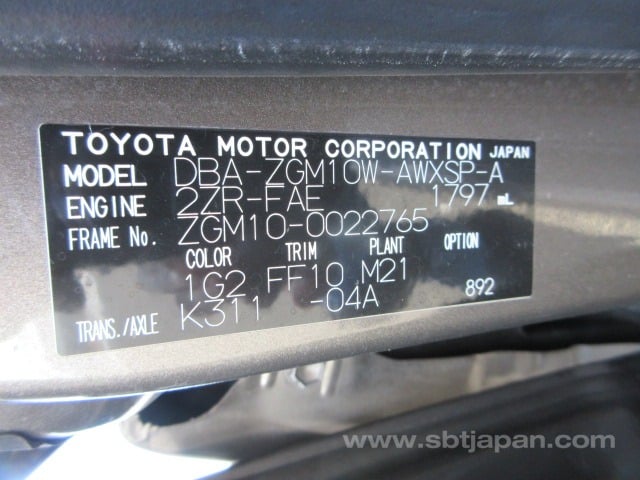 TOYOTA MOTOR CORPORATION JAPAN
MODEL DBA-ZGM10W-AWXSP-A
ENGINE 2ZR-FAE 1797 mL
FRAME No. ZGM10-0022765
COLOR TRIM PLANT OPTION
1G2 FF10 M21 892
TRANS./AXLE K311 -04A
www.sbtjapan.com